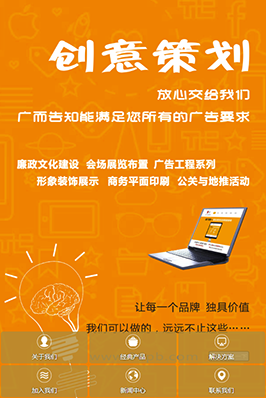 创意策划
放心交给我们
广而告知能满足您所有的广告要求
廉政文化建设 会场展览布置 广告工程系列
形象装饰展示 商务平面印刷 公关与地推活动
让每一个品牌 独具价值
我们可以做的，远远不止这些……
关于我们 经典产品 解决方案
加入我们 新闻中心 联系我们